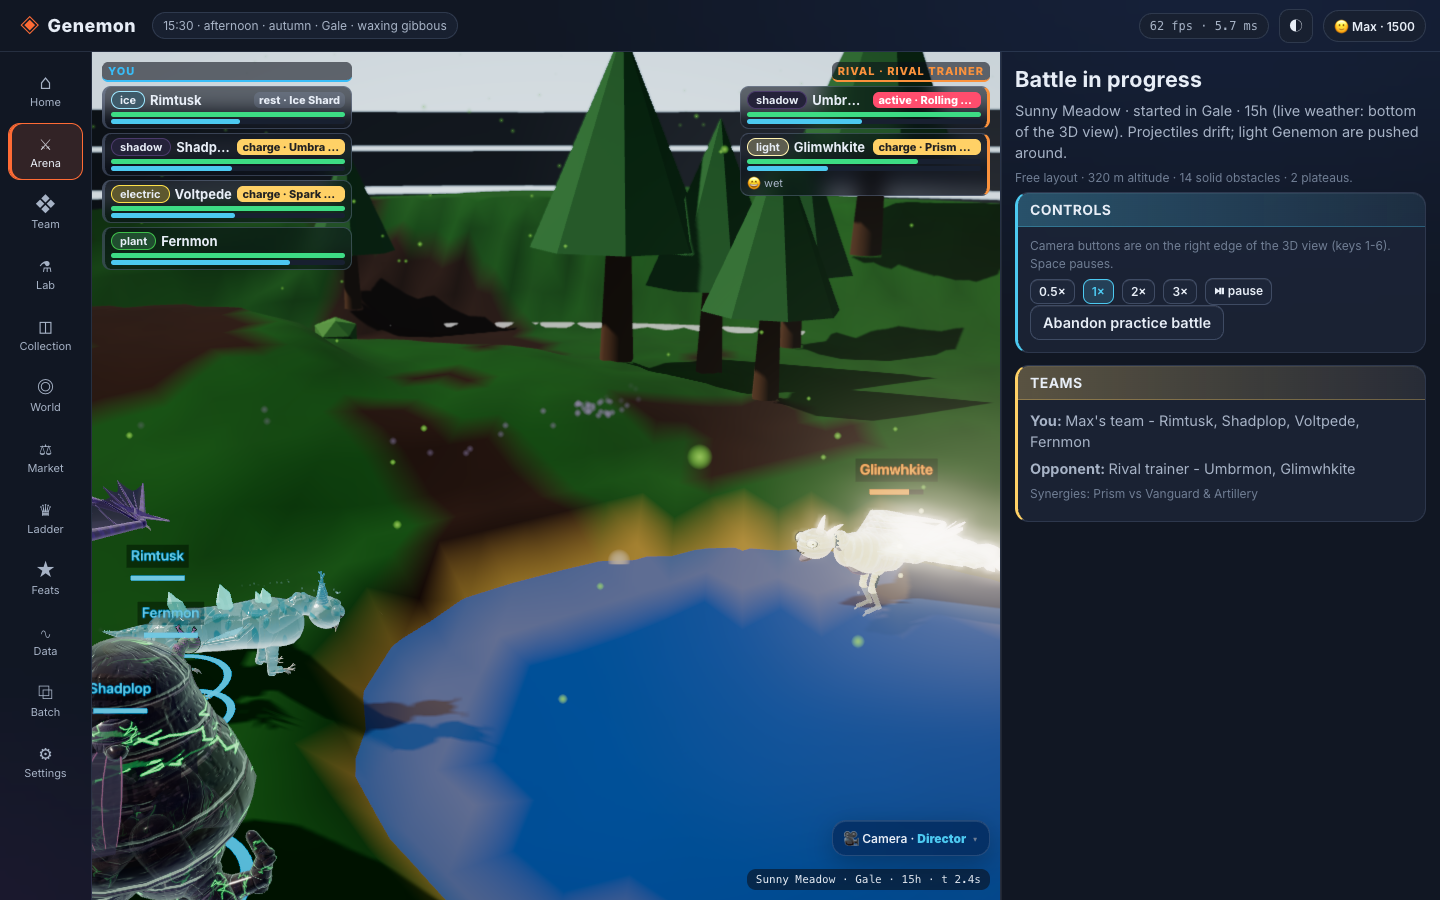 Genemon
15:30 · afternoon · autumn · Gale · waxing gibbous
62 fps · 5.7 ms
Max · 1500
Home
Arena
Team
Lab
Collection
World
Market
Ladder
Feats
Data
Batch
Settings
YOU
ice Rimtusk rest · Ice Shard
shadow Shadp... charge · Umbra ...
electric Voltpede charge · Spark ...
plant Fernmon
RIVAL · RIVAL TRAINER
shadow Umbr... active · Rolling ...
light Glimwhkite charge · Prism ...
wet
Glimwhkite
Rimtusk
Fernmon
Shadplop
Camera · Director
Sunny Meadow · Gale · 15h · t 2.4s
Battle in progress
Sunny Meadow · started in Gale · 15h (live weather: bottom
of the 3D view). Projectiles drift; light Genemon are pushed
around.
Free layout · 320 m altitude · 14 solid obstacles · 2 plateaus.
CONTROLS
Camera buttons are on the right edge of the 3D view (keys 1-6).
Space pauses.
0.5× 1× 2× 3× pause
Abandon practice battle
TEAMS
You: Max's team - Rimtusk, Shadplop, Voltpede,
Fernmon
Opponent: Rival trainer - Umbrmon, Glimwhkite
Synergies: Prism vs Vanguard & Artillery